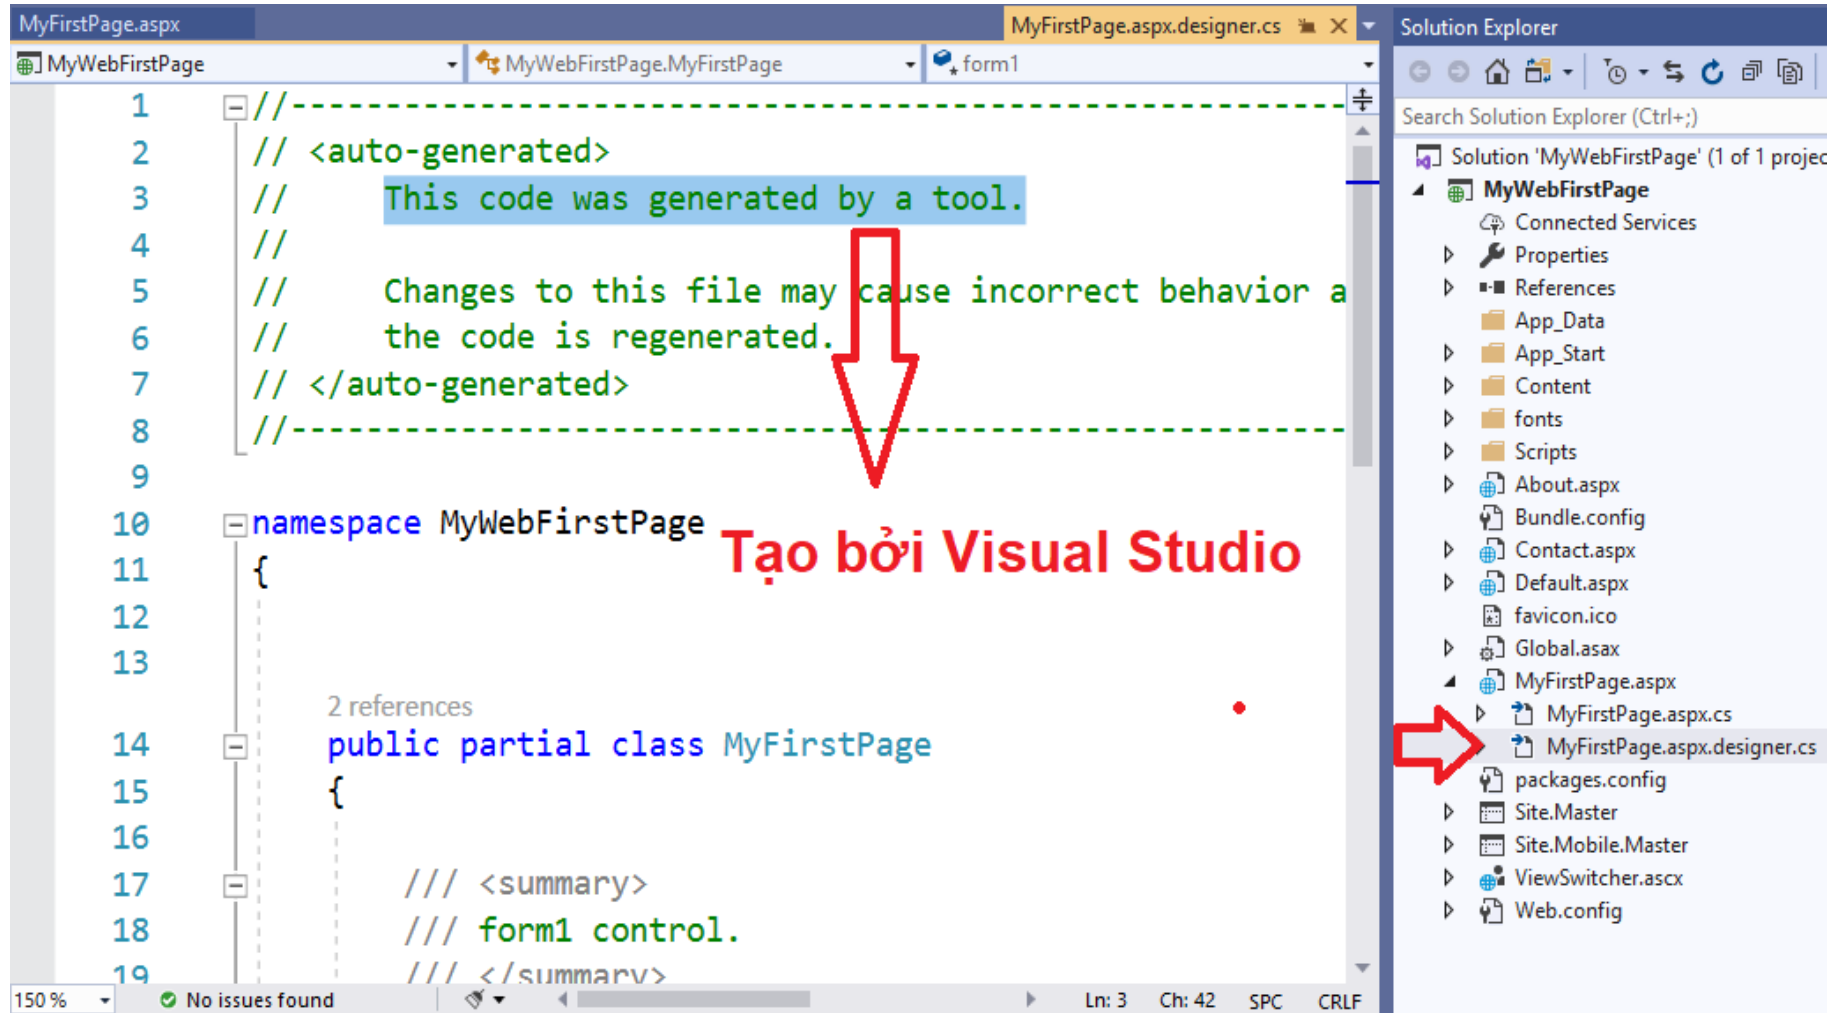 MyFirstPage.aspx
MyFirstPage.aspx.designer.cs
MyWebFirstPage
MyWebFirstPage.MyFirstPage
form1
1 //--------------------------------------------------------
2 // <auto-generated>
3 //     This code was generated by a tool.
4 //
5 //     Changes to this file may cause incorrect behavior a
6 //     the code is regenerated.
7 // </auto-generated>
8 //--------------------------------------------------------
9
10 namespace MyWebFirstPage
Tạo bởi Visual Studio
11 {
12
13
2 references
14 public partial class MyFirstPage
15 {
16
17 /// <summary>
18 /// form1 control.
19 /// </summary>
150 %
No issues found
Ln: 3
Ch: 42
SPC
CRLF
Solution Explorer
Search Solution Explorer (Ctrl+;)
Solution 'MyWebFirstPage' (1 of 1 projec
MyWebFirstPage
Connected Services
Properties
References
App_Data
App_Start
Content
fonts
Scripts
About.aspx
Bundle.config
Contact.aspx
Default.aspx
favicon.ico
Global.asax
MyFirstPage.aspx
MyFirstPage.aspx.cs
MyFirstPage.aspx.designer.cs
packages.config
Site.Master
Site.Mobile.Master
ViewSwitcher.ascx
Web.config